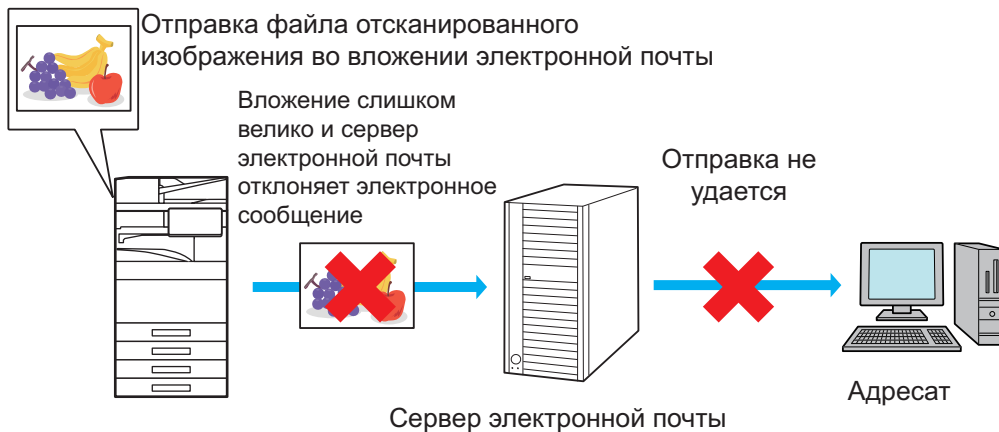 Отправка файла отсканированного
изображения во вложении электронной почты
Вложение слишком
велико и сервер
электронной почты
отклоняет электронное
сообщение
Отправка не
удается
Адресат
Сервер электронной почты